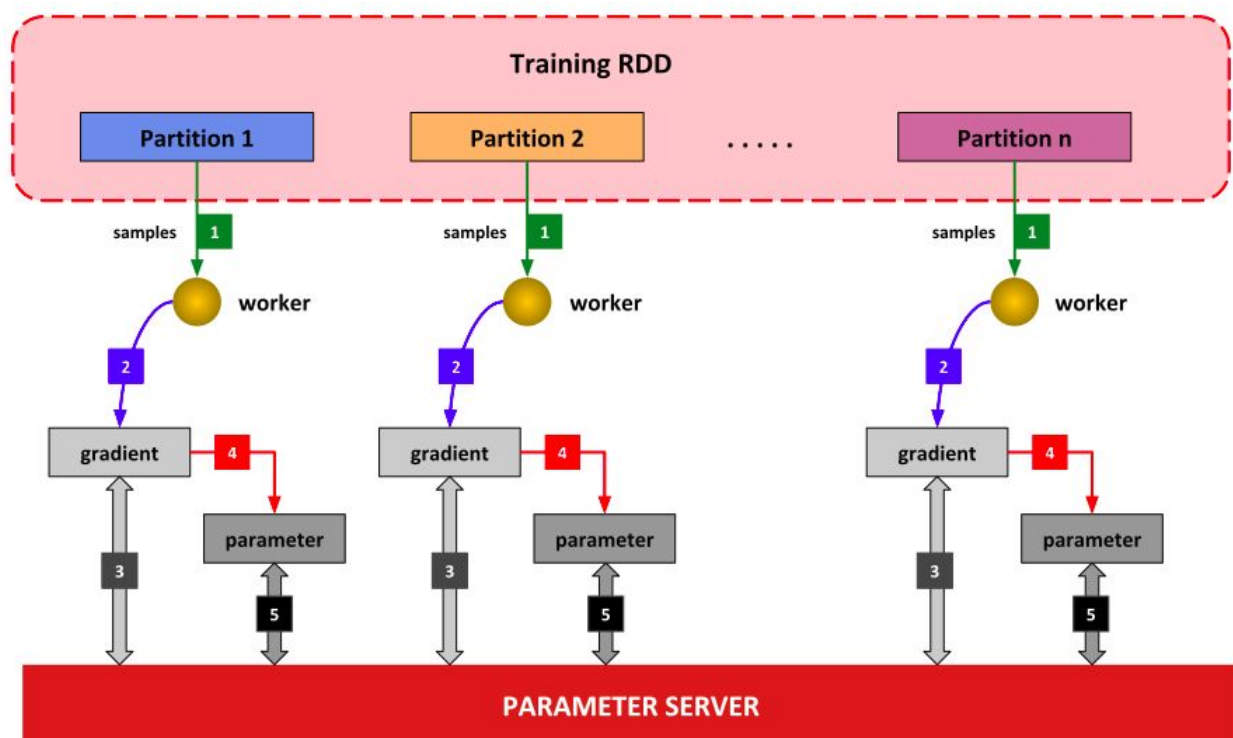 Training RDD
Partition 1
Partition 2
. . . . .
Partition n
samples 1
samples 1
samples 1
worker
worker
worker
2
2
2
gradient 4
gradient 4
gradient 4
parameter
parameter
parameter
3
3
3
5
5
5
PARAMETER SERVER